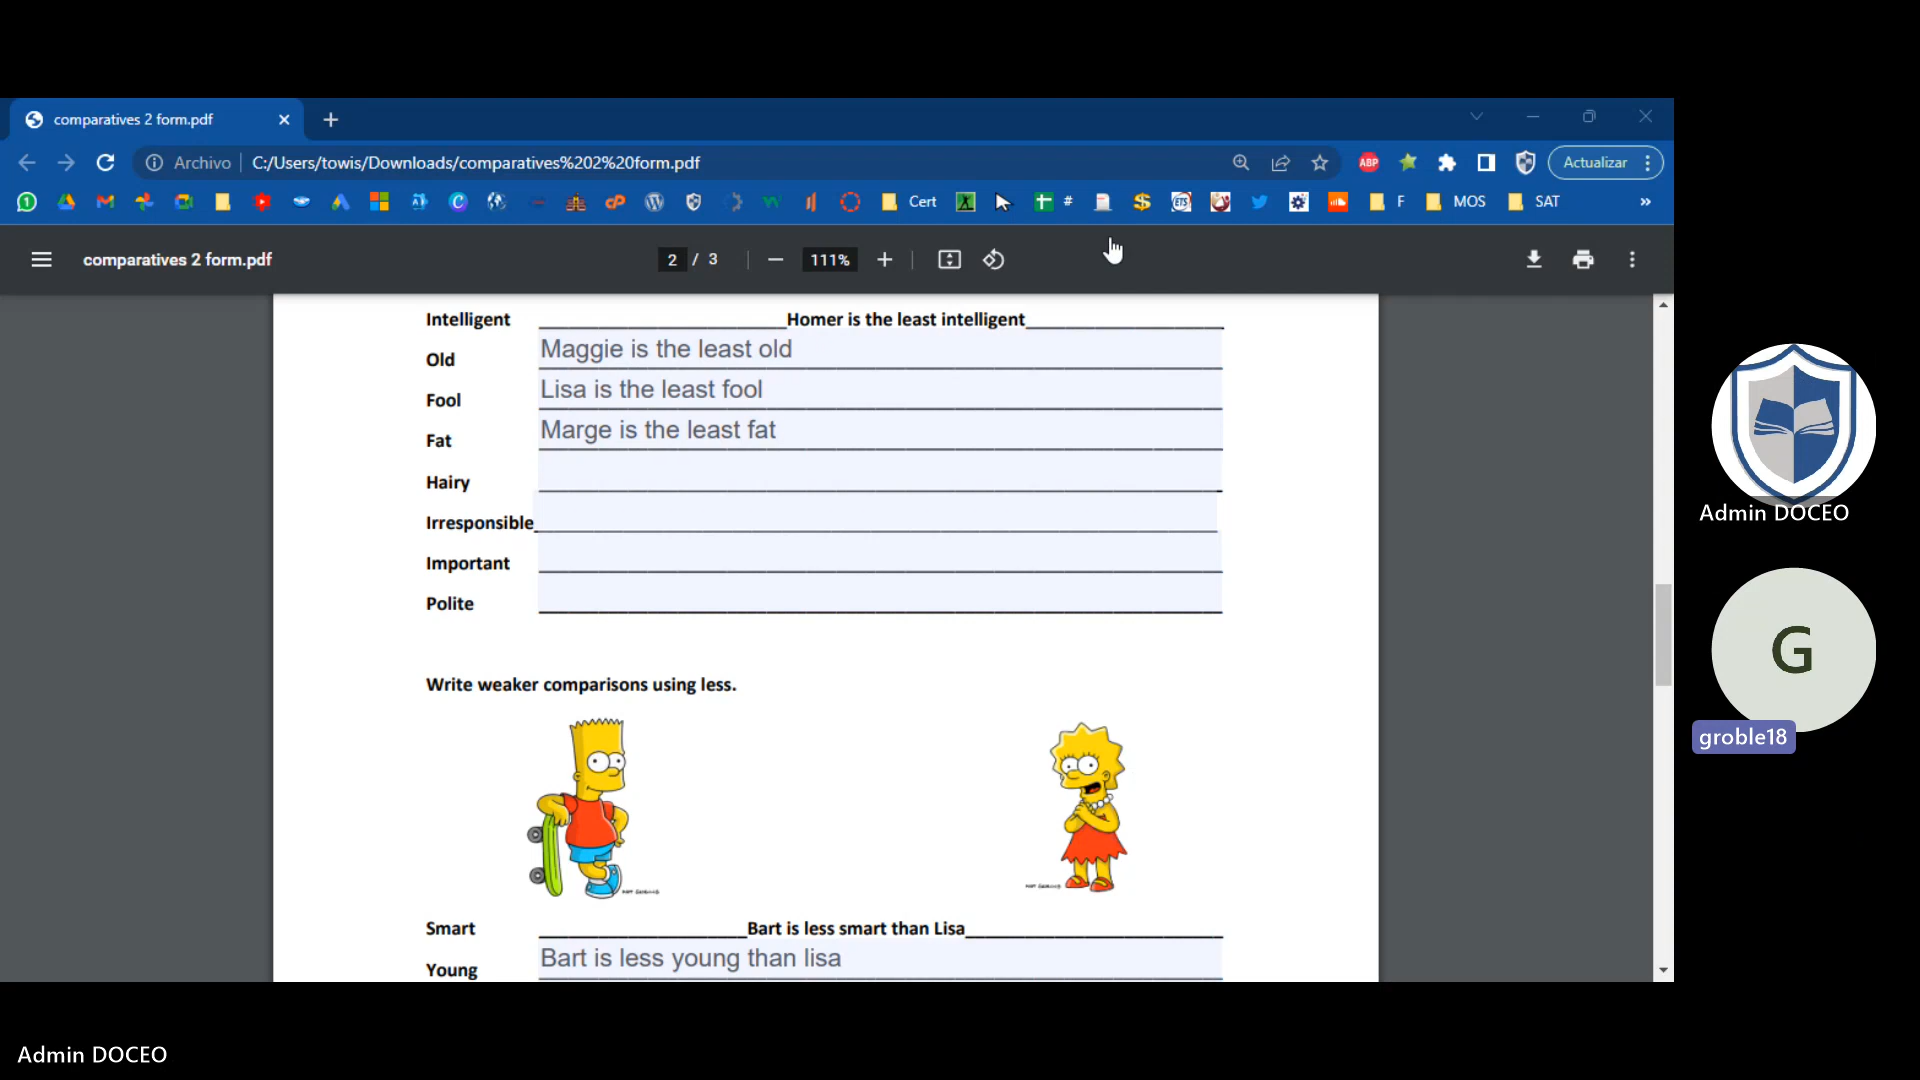 comparatives 2 form.pdf
Archivo C:/Users/towis/Downloads/comparatives%202%20form.pdf
ABP
Actualizar
1
Cert
#
ETS
F
MOS
SAT
»
comparatives 2 form.pdf
2 / 3
111%
Intelligent Homer is the least intelligent
Old Maggie is the least old
Fool Lisa is the least fool
Fat Marge is the least fat
Hairy
Irresponsible
Important
Polite
Write weaker comparisons using less.
Smart Bart is less smart than Lisa
Young Bart is less young than lisa
Admin DOCEO
G
groble18
Admin DOCEO